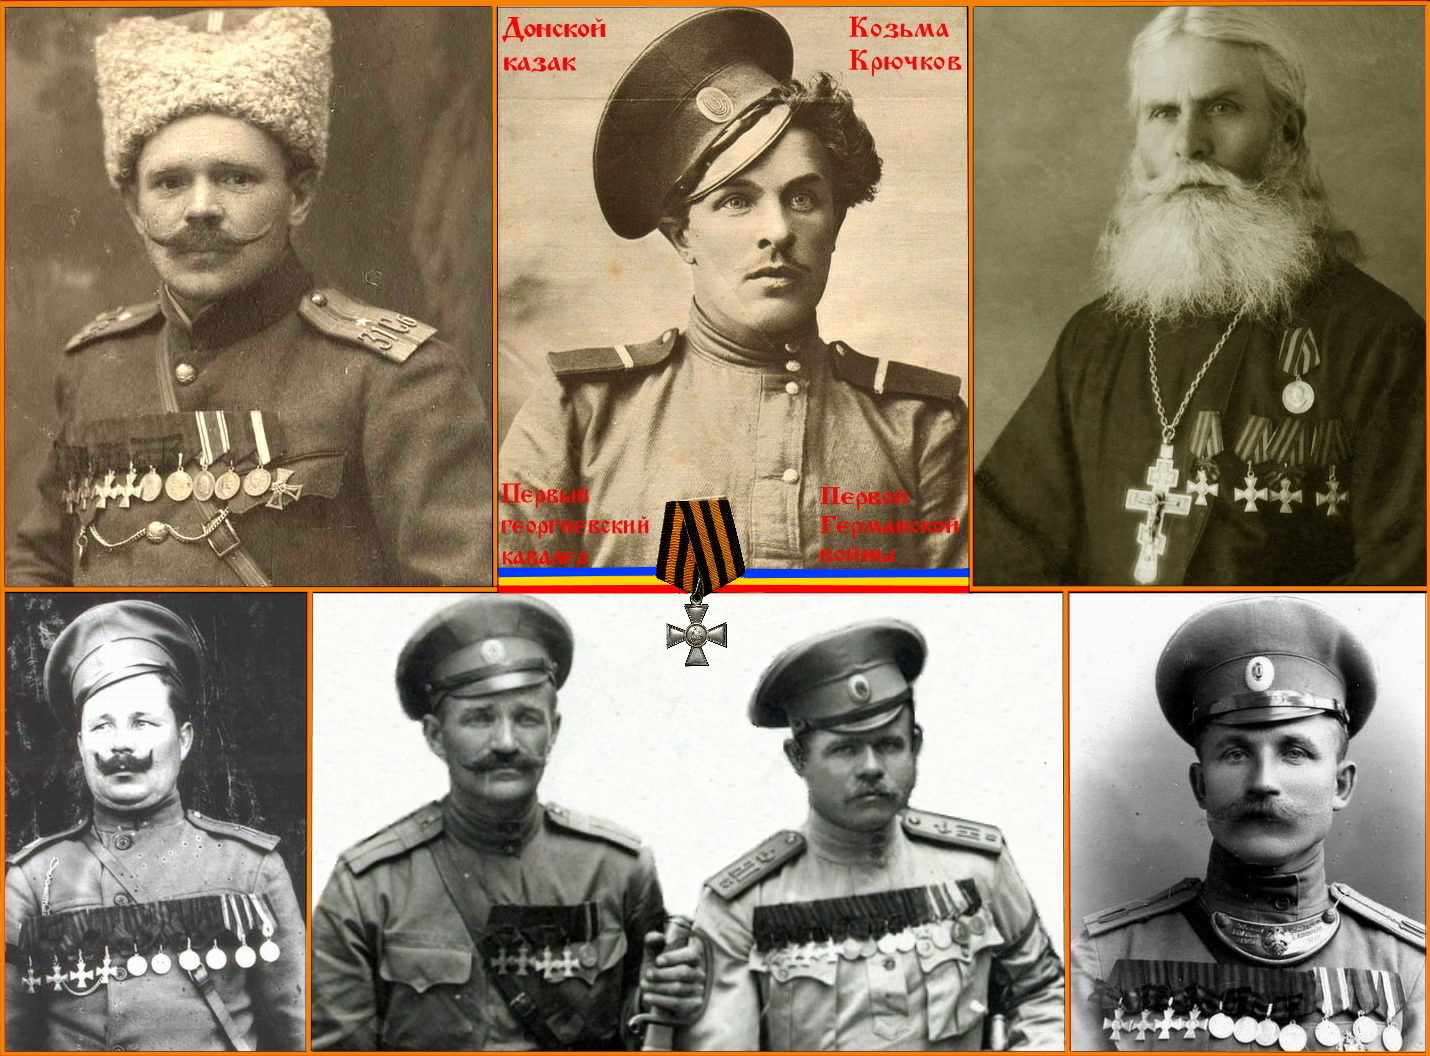 Донской
казак
Козьма
Крючков
Первый
георгиевский
кавалер
Первой
Германской
войны